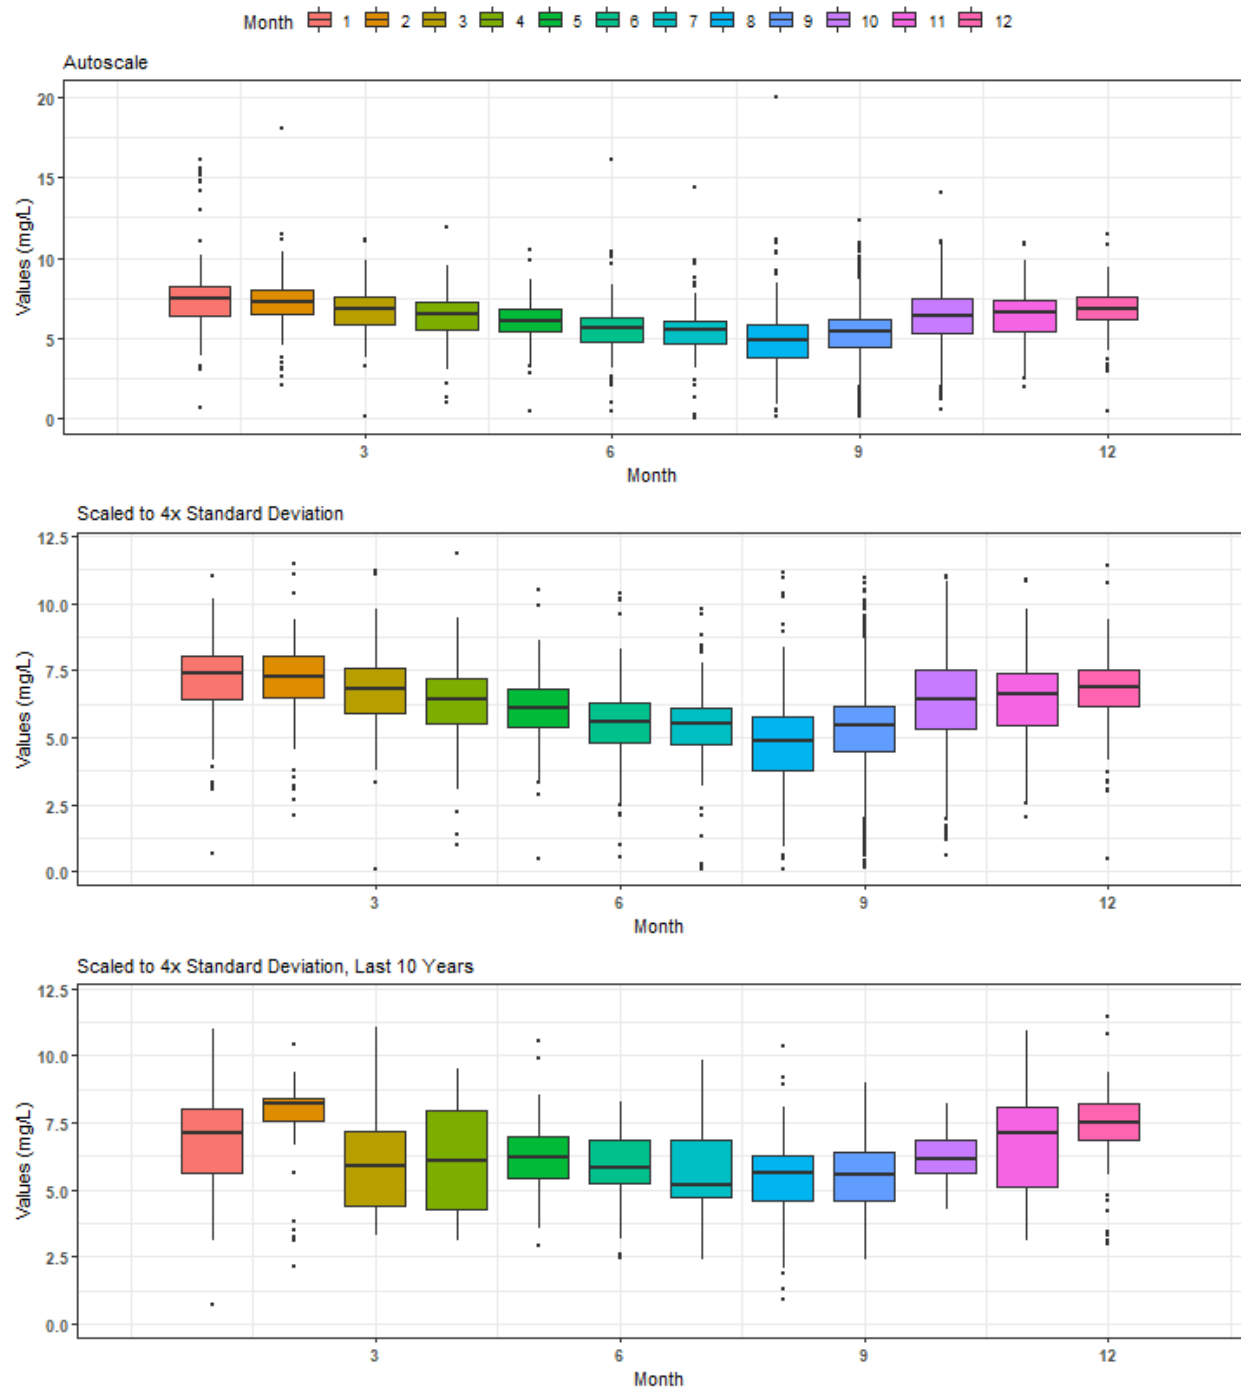 Month 1 2 3 4 5 6 7 8 9 10 11 12
Autoscale
Values (mg/L)
20
15
10
5
0
3 6 9 12
Month
Scaled to 4x Standard Deviation
Values (mg/L)
12.5
10.0
7.5
5.0
2.5
0.0
3 6 9 12
Month
Scaled to 4x Standard Deviation, Last 10 Years
Values (mg/L)
12.5
10.0
7.5
5.0
2.5
0.0
3 6 9 12
Month